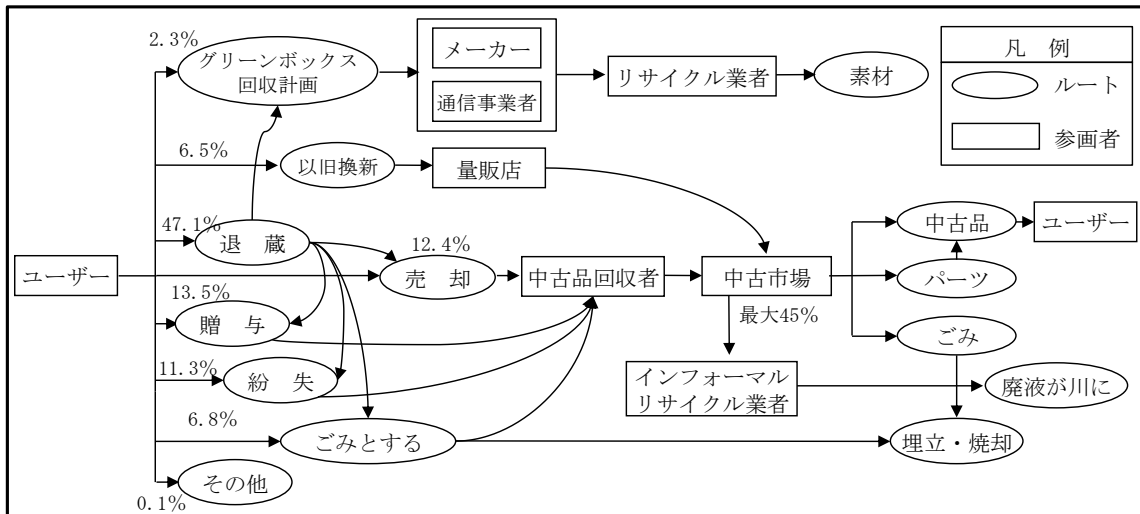 2.3%
グリーンボックス
回収計画
メーカー
通信事業者
リサイクル業者
素材
凡 例
ルート
参画者
6.5%
以旧換新
量販店
47.1%
退 蔵
12.4%
売 却
中古品回収者
中古市場
中古品
ユーザー
パーツ
ユーザー
13.5%
贈 与
最大45%
ごみ
11.3%
紛 失
インフォーマル
リサイクル業者
廃液が川に
6.8%
ごみとする
埋立・焼却
その他
0.1%